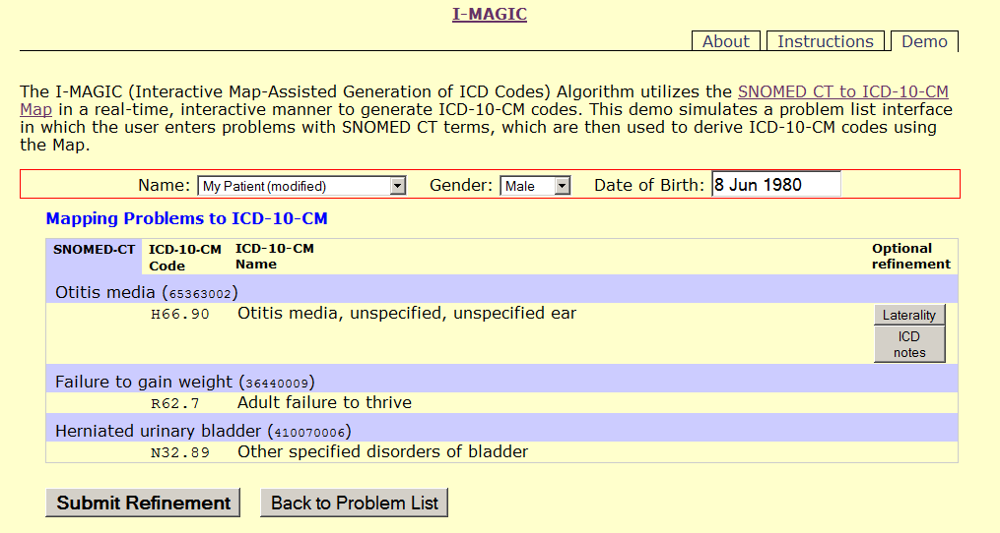 I-MAGIC
About Instructions Demo
The I-MAGIC (Interactive Map-Assisted Generation of ICD Codes) Algorithm utilizes the SNOMED CT to ICD-10-CM
Map in a real-time, interactive manner to generate ICD-10-CM codes. This demo simulates a problem list interface
in which the user enters problems with SNOMED CT terms, which are then used to derive ICD-10-CM codes using
the Map.
Name: My Patient (modified) Gender: Male Date of Birth: 8 Jun 1980
Mapping Problems to ICD-10-CM
SNOMED-CT ICD-10-CM ICD-10-CM Optional
Code Name refinement
Otitis media (65363002)
H66.90 Otitis media, unspecified, unspecified ear Laterality
ICD
notes
Failure to gain weight (36440009)
R62.7 Adult failure to thrive
Herniated urinary bladder (410070006)
N32.89 Other specified disorders of bladder
Submit Refinement Back to Problem List